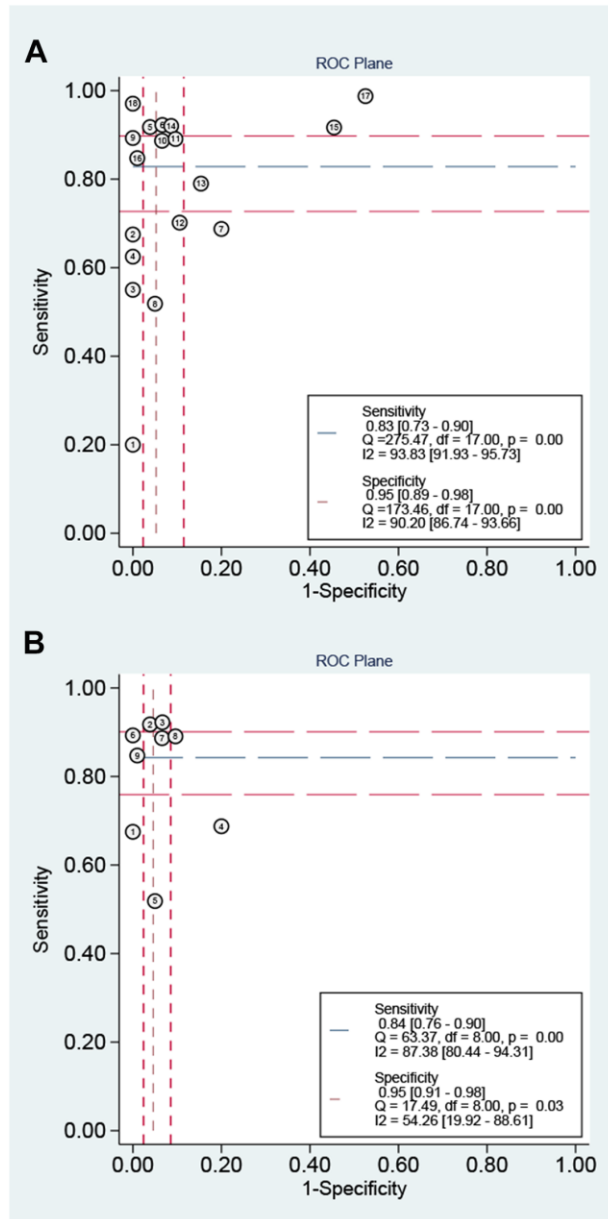 A
ROC Plane
1.00
0.80
0.60
0.40
0.20
0.00
Sensitivity
18
17
5
6
14
15
9
10
11
16
13
12
7
2
4
3
8
1
Sensitivity
0.83 [0.73 - 0.90]
Q =275.47, df = 17.00, p = 0.00
I2 = 93.83 [91.93 - 95.73]
Specificity
0.95 [0.89 - 0.98]
Q =173.46, df = 17.00, p = 0.00
I2 = 90.20 [86.74 - 93.66]
0.00 0.20 0.40 0.60 0.80 1.00
1-Specificity
B
ROC Plane
1.00
0.80
0.60
0.40
0.20
0.00
Sensitivity
2
3
6
7
8
9
1
4
5
Sensitivity
0.84 [0.76 - 0.90]
Q = 63.37, df = 8.00, p = 0.00
I2 = 87.38 [80.44 - 94.31]
Specificity
0.95 [0.91 - 0.98]
Q = 17.49, df = 8.00, p = 0.03
I2 = 54.26 [19.92 - 88.61]
0.00 0.20 0.40 0.60 0.80 1.00
1-Specificity